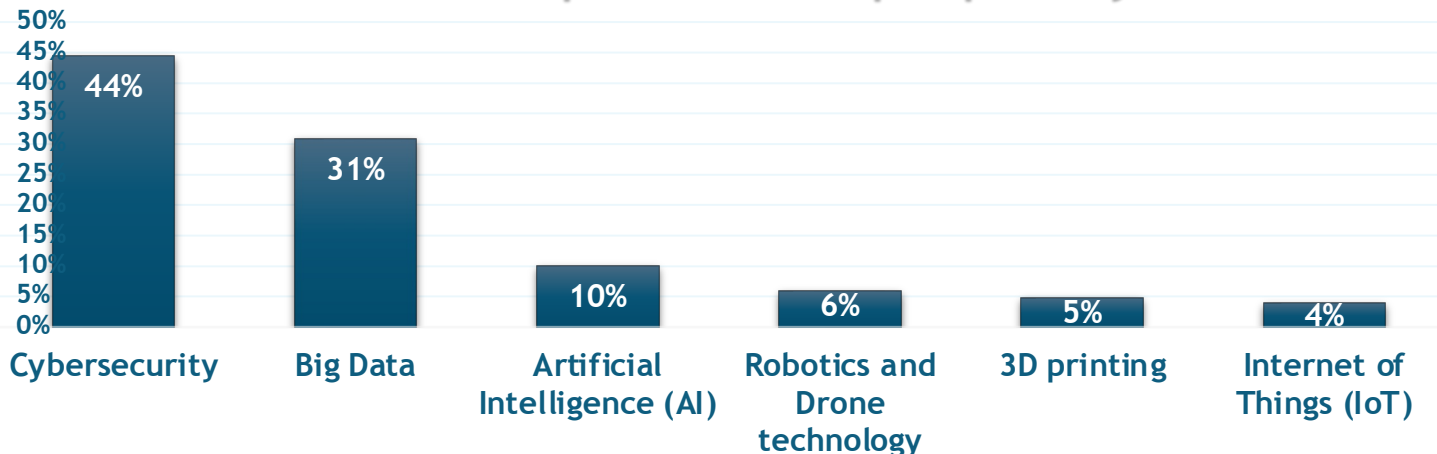 50%
45%
40%
35%
30%
25%
20%
15%
10%
5%
0%
44%
31%
10%
6%
5%
4%
Cybersecurity
Big Data
Artificial
Intelligence (AI)
Robotics and
Drone
technology
3D printing
Internet of
Things (IoT)